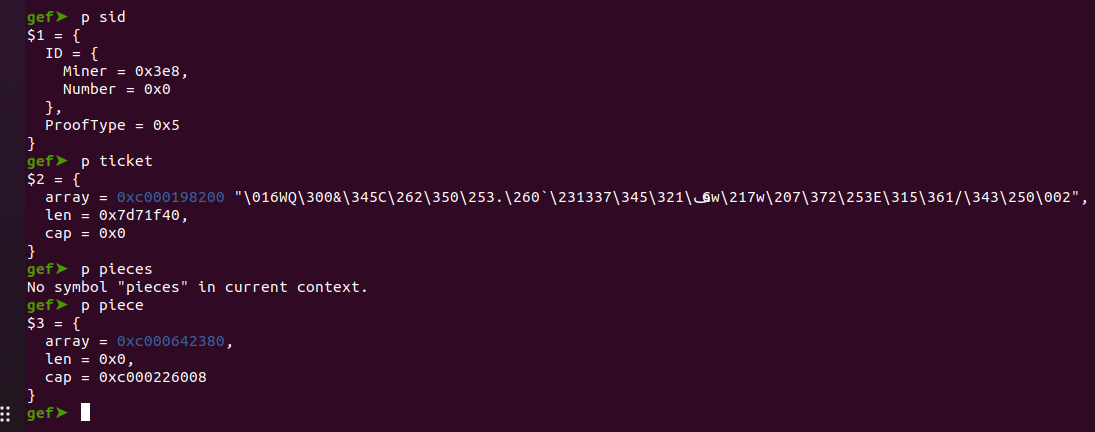 gef➤  p sid
$1 = {
  ID = {
    Miner = 0x3e8,
    Number = 0x0
  },
  ProofType = 0x5
}
gef➤  p ticket
$2 = {
  array = 0xc000198200 "\016WQ\300&\345C\262\350\253.\260`\231337\345\321\ڡw\217w\207\372\253E\315\361/\343\250\002",
  len = 0x7d71f40,
  cap = 0x0
}
gef➤  p pieces
No symbol "pieces" in current context.
gef➤  p piece
$3 = {
  array = 0xc000642380,
  len = 0x0,
  cap = 0xc000226008
}
gef➤